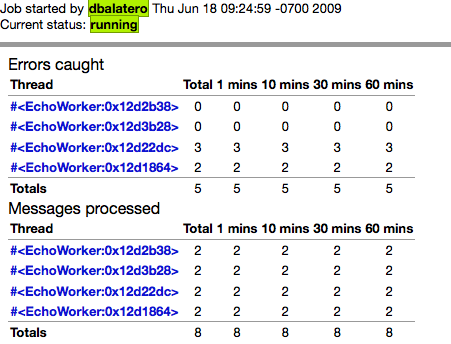 Job started by dbalatero Thu Jun 18 09:24:59 -0700 2009
Current status: running
Errors caught
Thread Total 1 mins 10 mins 30 mins 60 mins
#<EchoWorker:0x12d2b38> 0 0 0 0 0
#<EchoWorker:0x12d3b28> 0 0 0 0 0
#<EchoWorker:0x12d22dc> 3 3 3 3 3
#<EchoWorker:0x12d1864> 2 2 2 2 2
Totals 5 5 5 5 5
Messages processed
Thread Total 1 mins 10 mins 30 mins 60 mins
#<EchoWorker:0x12d2b38> 2 2 2 2 2
#<EchoWorker:0x12d3b28> 2 2 2 2 2
#<EchoWorker:0x12d22dc> 2 2 2 2 2
#<EchoWorker:0x12d1864> 2 2 2 2 2
Totals 8 8 8 8 8